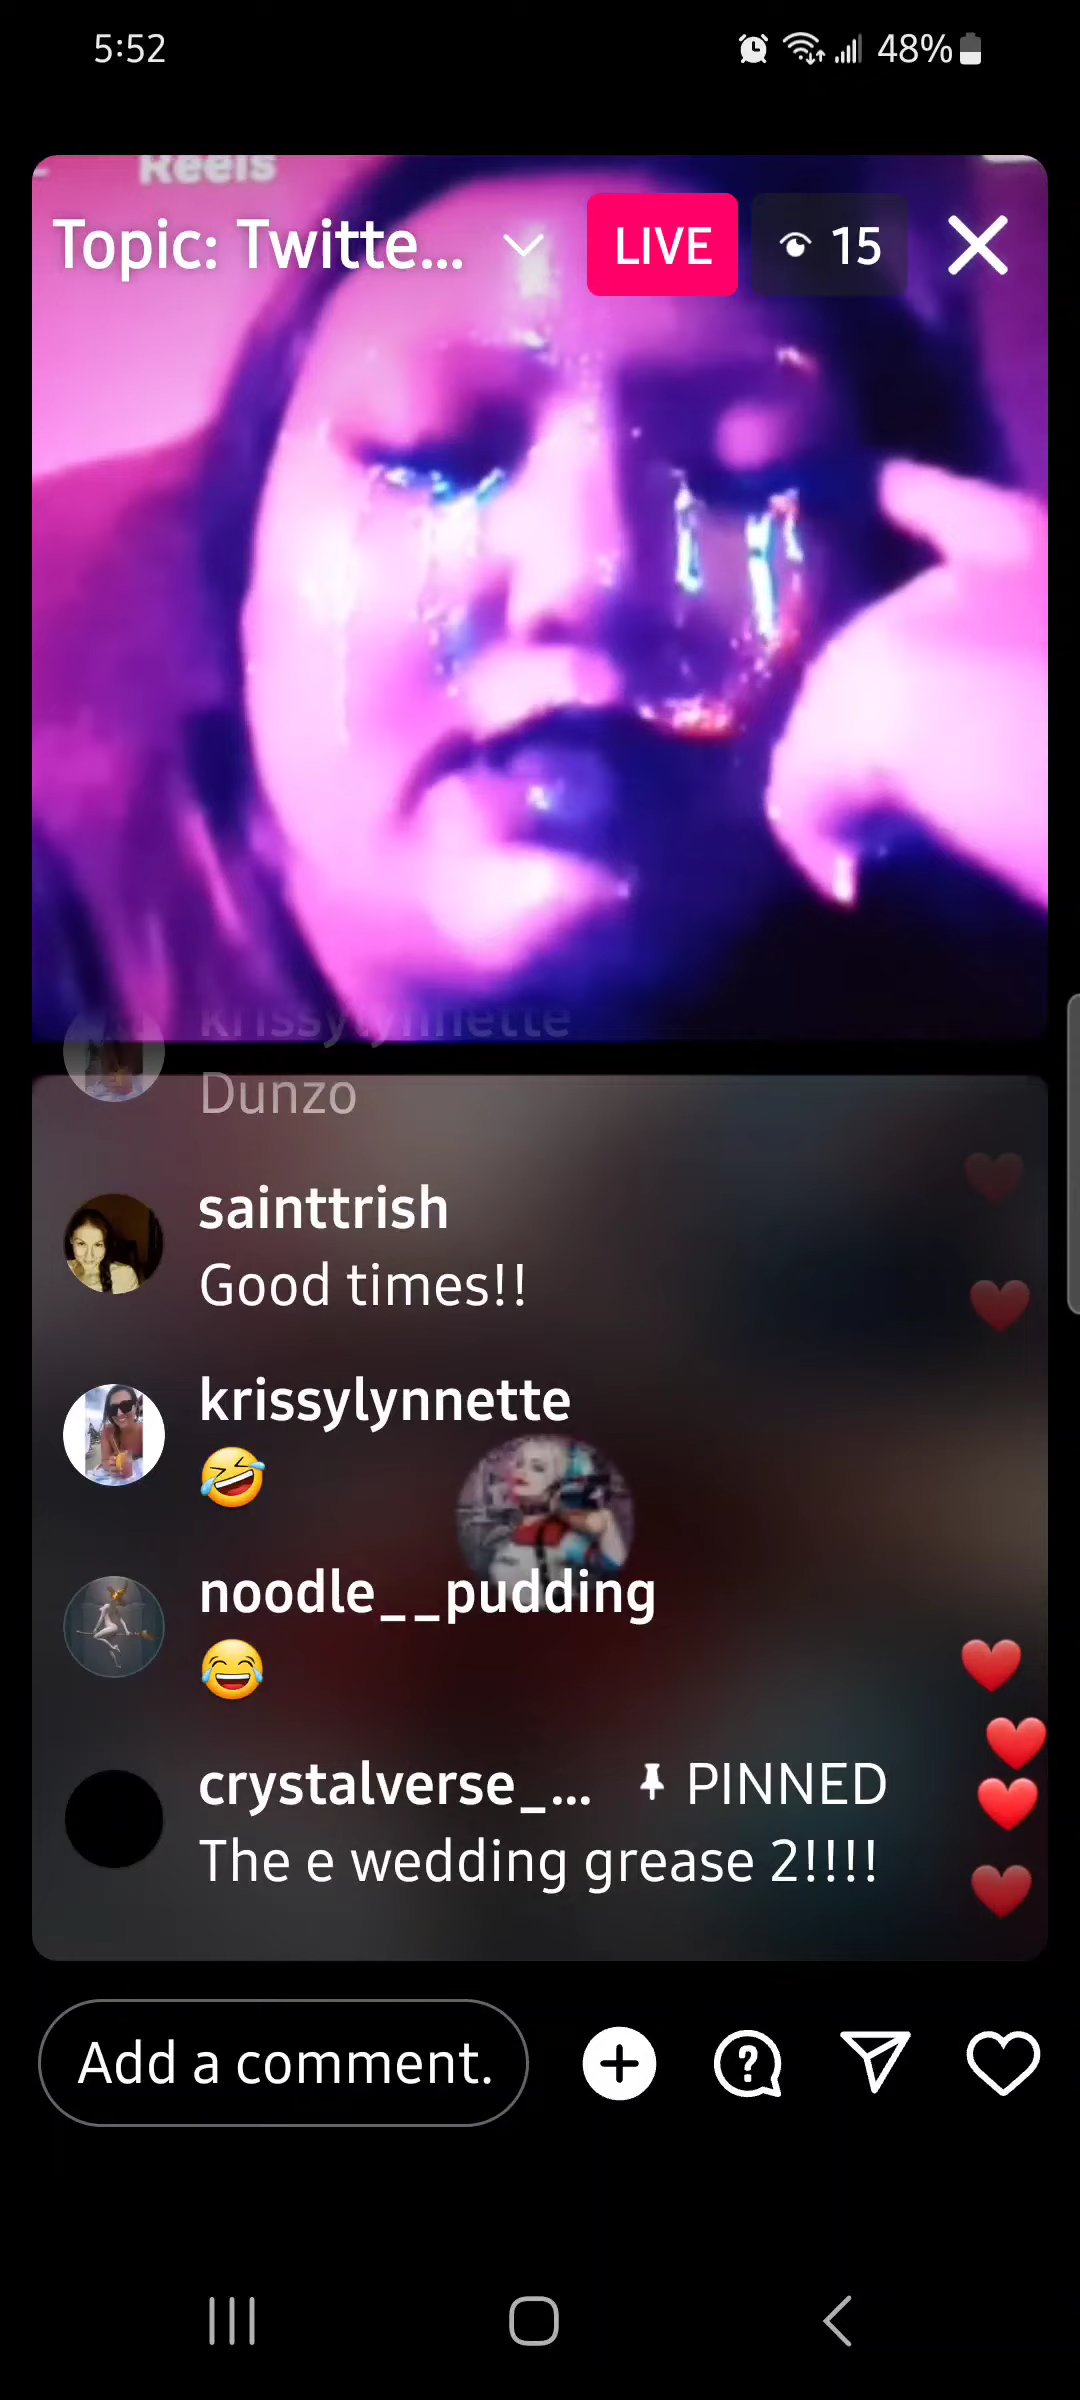 5:52
48%
Reels
Topic: Twitte...
LIVE
15
krissylynnette
Dunzo
sainttrish
Good times!!
krissylynnette
🤣
noodle__pudding
😂
crystalverse_... PINNED
The e wedding grease 2!!!!
Add a comment.